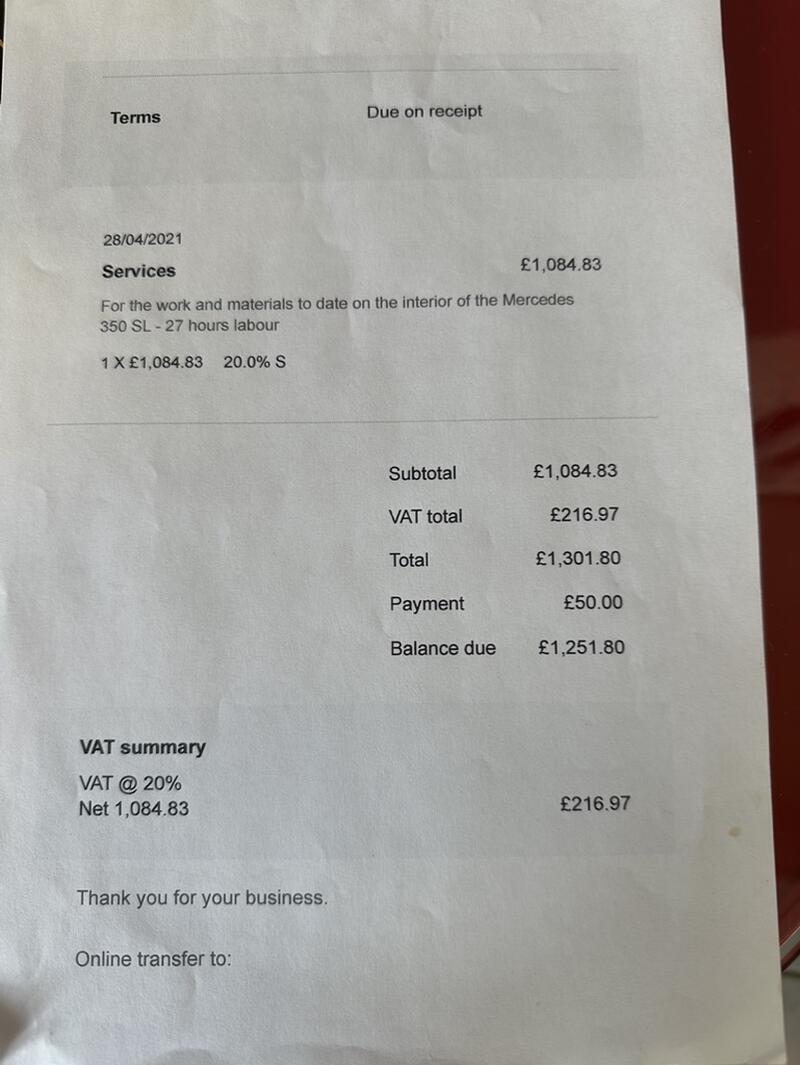 Terms Due on receipt
28/04/2021
Services £1,084.83
For the work and materials to date on the interior of the Mercedes
350 SL - 27 hours labour
1 X £1,084.83 20.0% S
Subtotal £1,084.83
VAT total £216.97
Total £1,301.80
Payment £50.00
Balance due £1,251.80
VAT summary
VAT @ 20%
Net 1,084.83 £216.97
Thank you for your business.
Online transfer to: